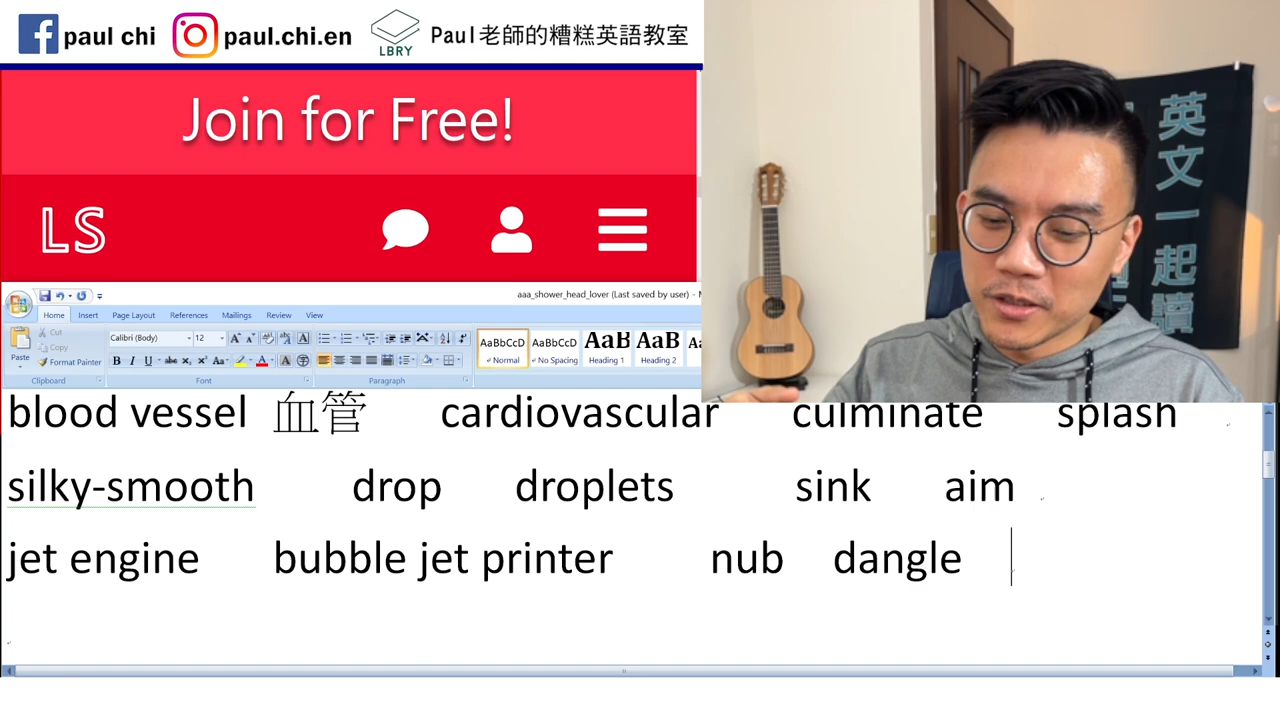 paul chi
paul.chi.en
LBRY
Paul老師的糟糕英語教室
Join for Free!
LS
aaa_shower_head_lover (Last saved by user) - M
Home Insert Page Layout References Mailings Review View
Paste
Cut
Copy
Format Painter
Calibri (Body) 12
AaBbCcD
Normal
AaBbCcD
No Spacing
AaBb
Heading 1
AaBb
Heading 2
Clipboard Font Paragraph
blood vessel 血管 cardiovascular culminate splash
silky-smooth drop droplets sink aim
jet engine bubble jet printer nub dangle
英文一起讀